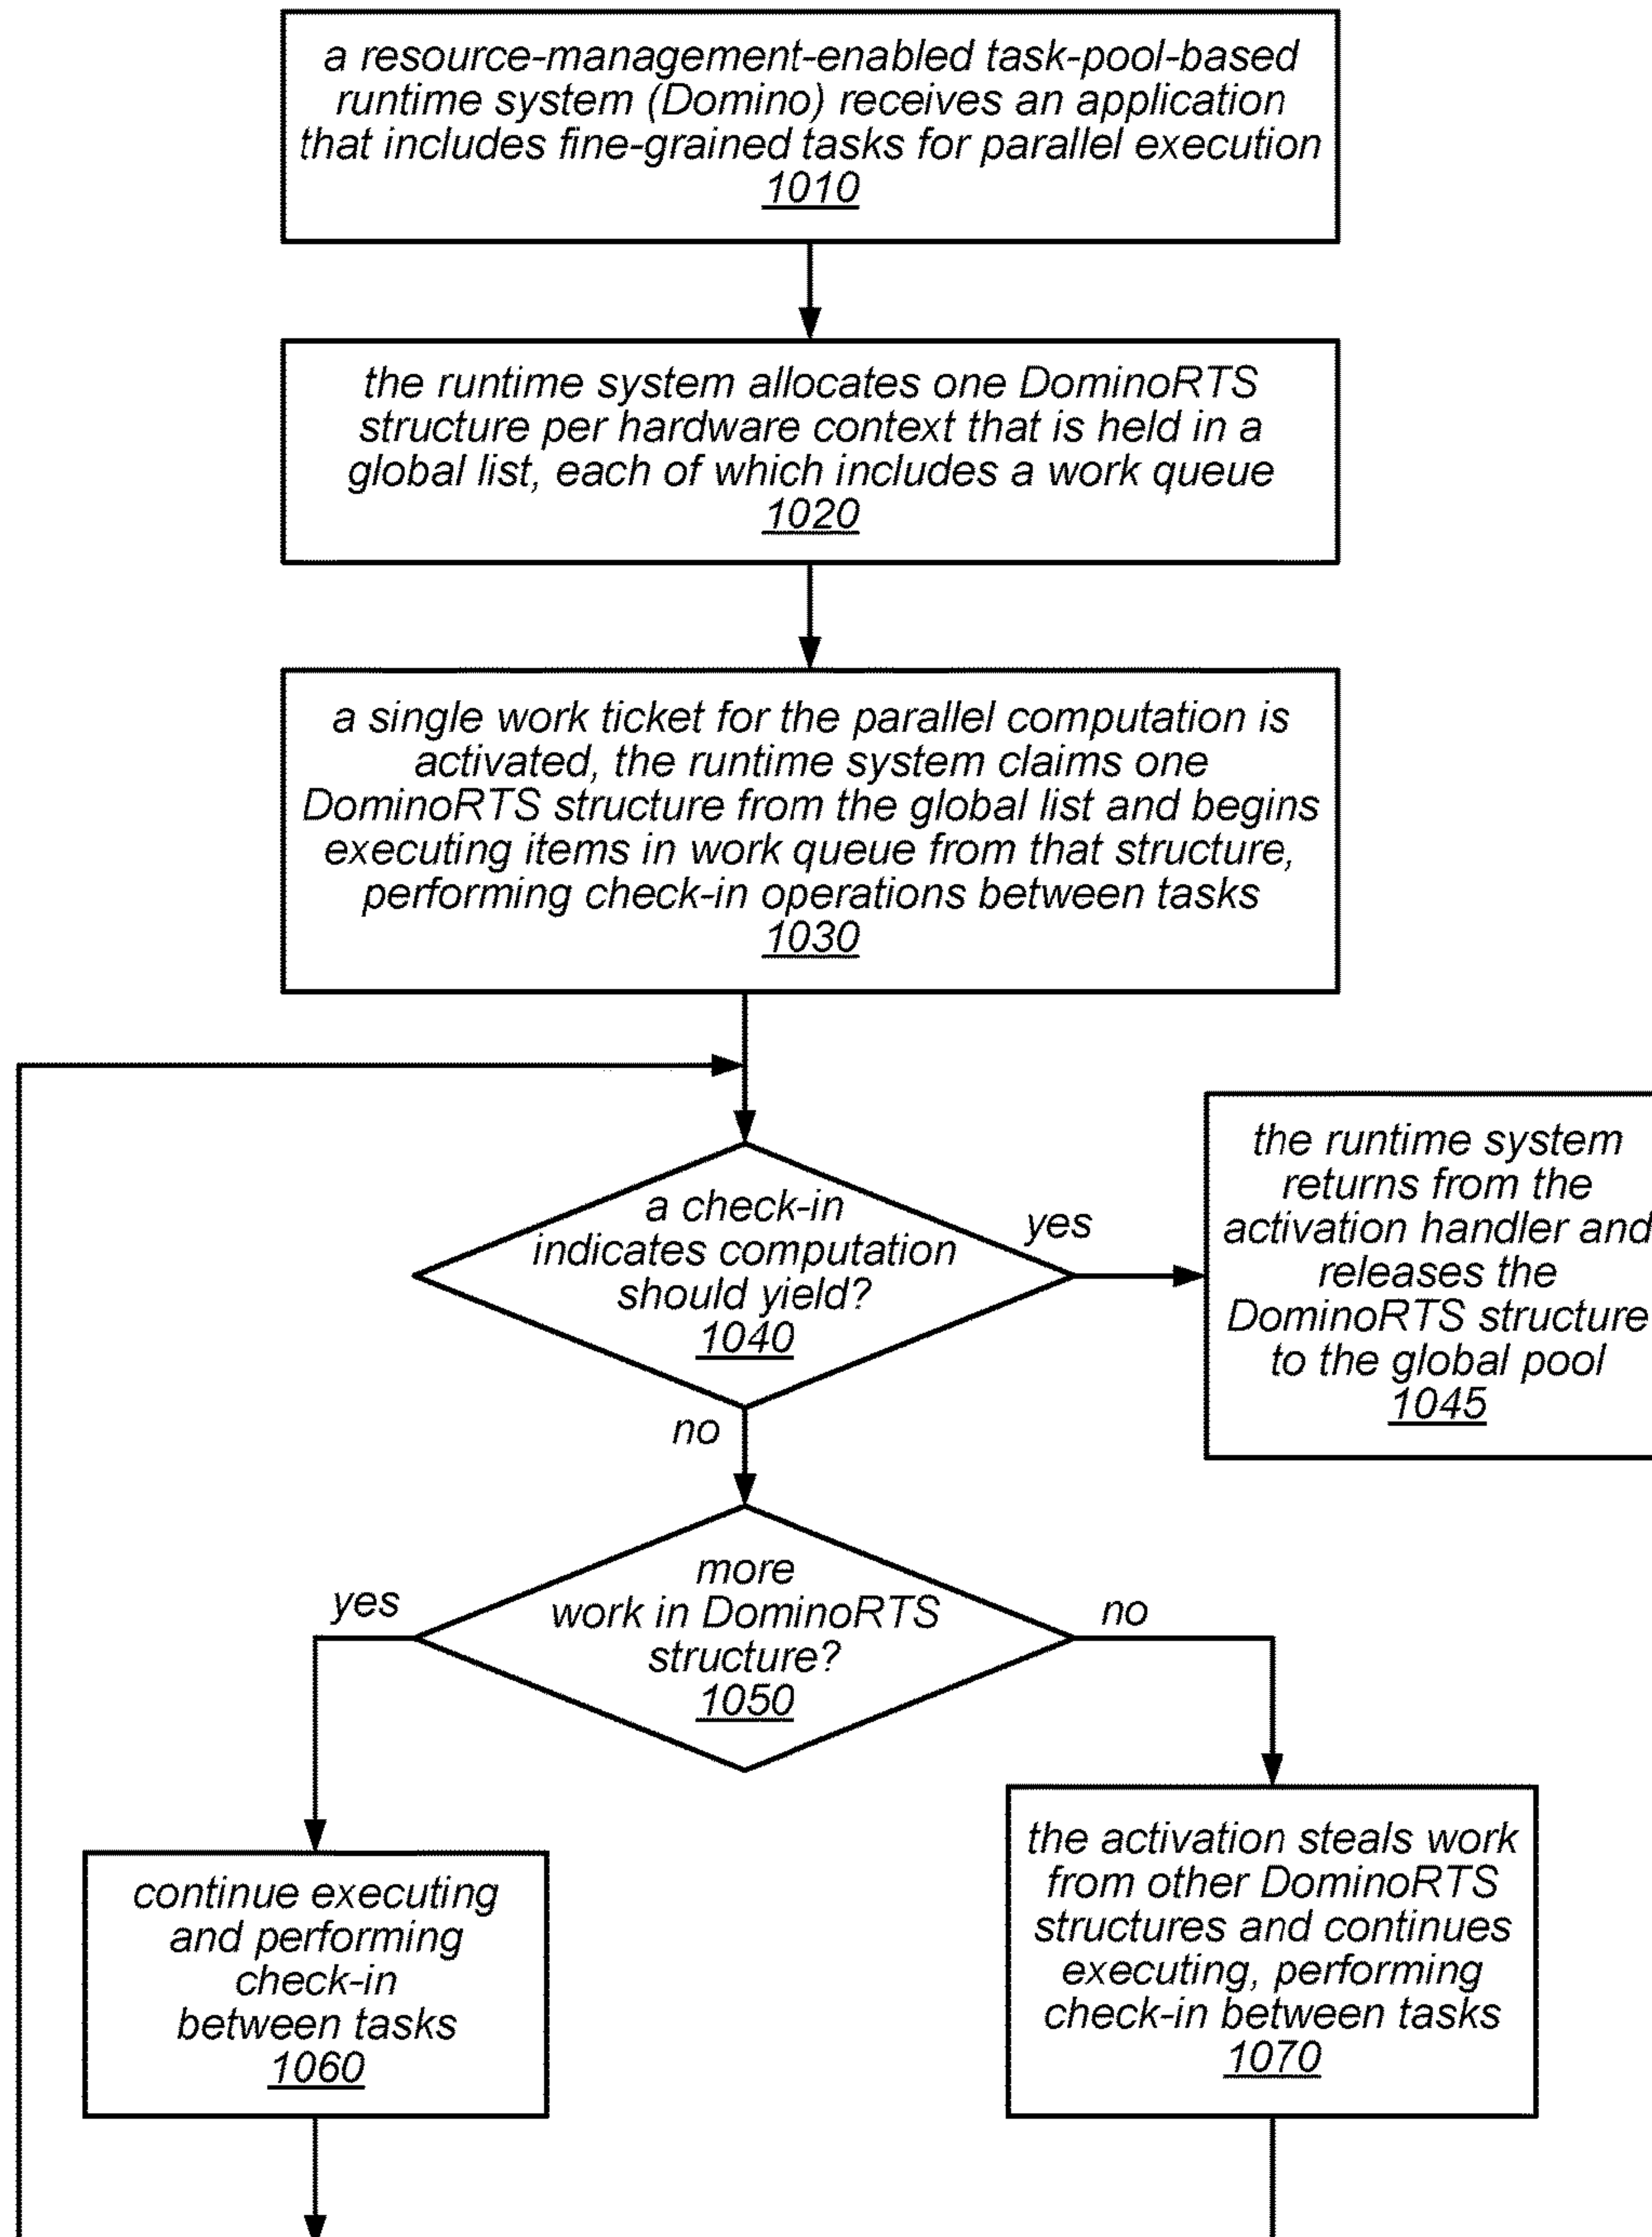 a resource-management-enabled task-pool-based
runtime system (Domino) receives an application
that includes fine-grained tasks for parallel execution
1010
the runtime system allocates one DominoRTS
structure per hardware context that is held in a
global list, each of which includes a work queue
1020
a single work ticket for the parallel computation is
activated, the runtime system claims one
DominoRTS structure from the global list and begins
executing items in work queue from that structure,
performing check-in operations between tasks
1030
a check-in
indicates computation
should yield?
1040
yes
the runtime system
returns from the
activation handler and
releases the
DominoRTS structure
to the global pool
1045
no
more
work in DominoRTS
structure?
1050
yes
no
continue executing
and performing
check-in
between tasks
1060
the activation steals work
from other DominoRTS
structures and continues
executing, performing
check-in between tasks
1070